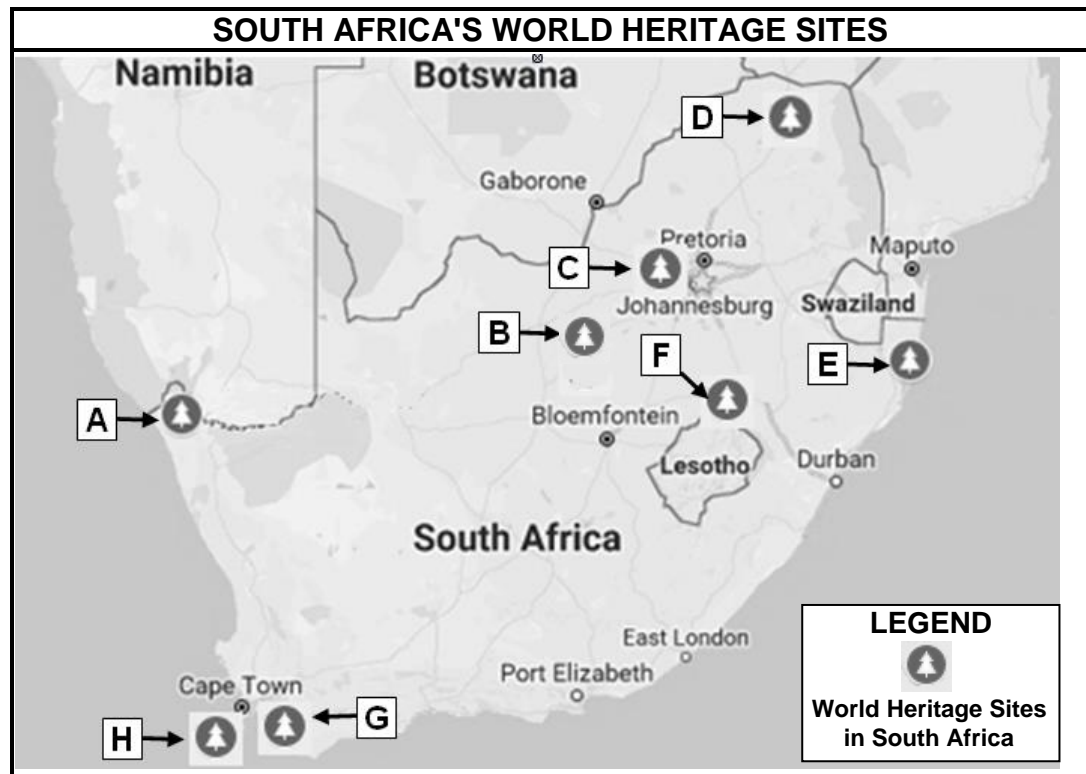 SOUTH AFRICA'S WORLD HERITAGE SITES
Namibia
Botswana
D
Gaborone
Pretoria
Maputo
C
Johannesburg
Swaziland
B
F
E
A
Bloemfontein
Lesotho
Durban
South Africa
East London
Port Elizabeth
Cape Town
G
H
LEGEND
World Heritage Sites
in South Africa